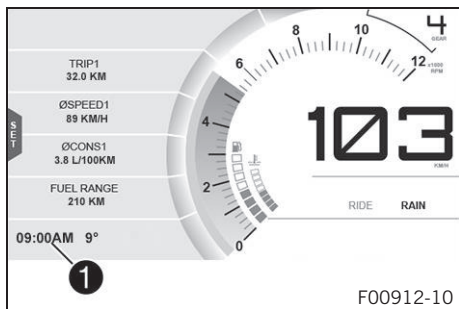 4
GEAR
8 10
6 12 x1000
RPM
TRIP1
32.0 KM
ØSPEED1
89 KM/H
4
103
KM/H
SET
ØCONS1
3.8 L/100KM
2
FUEL RANGE
210 KM
RIDE RAIN
09:00AM 9°
0
1
F00912-10